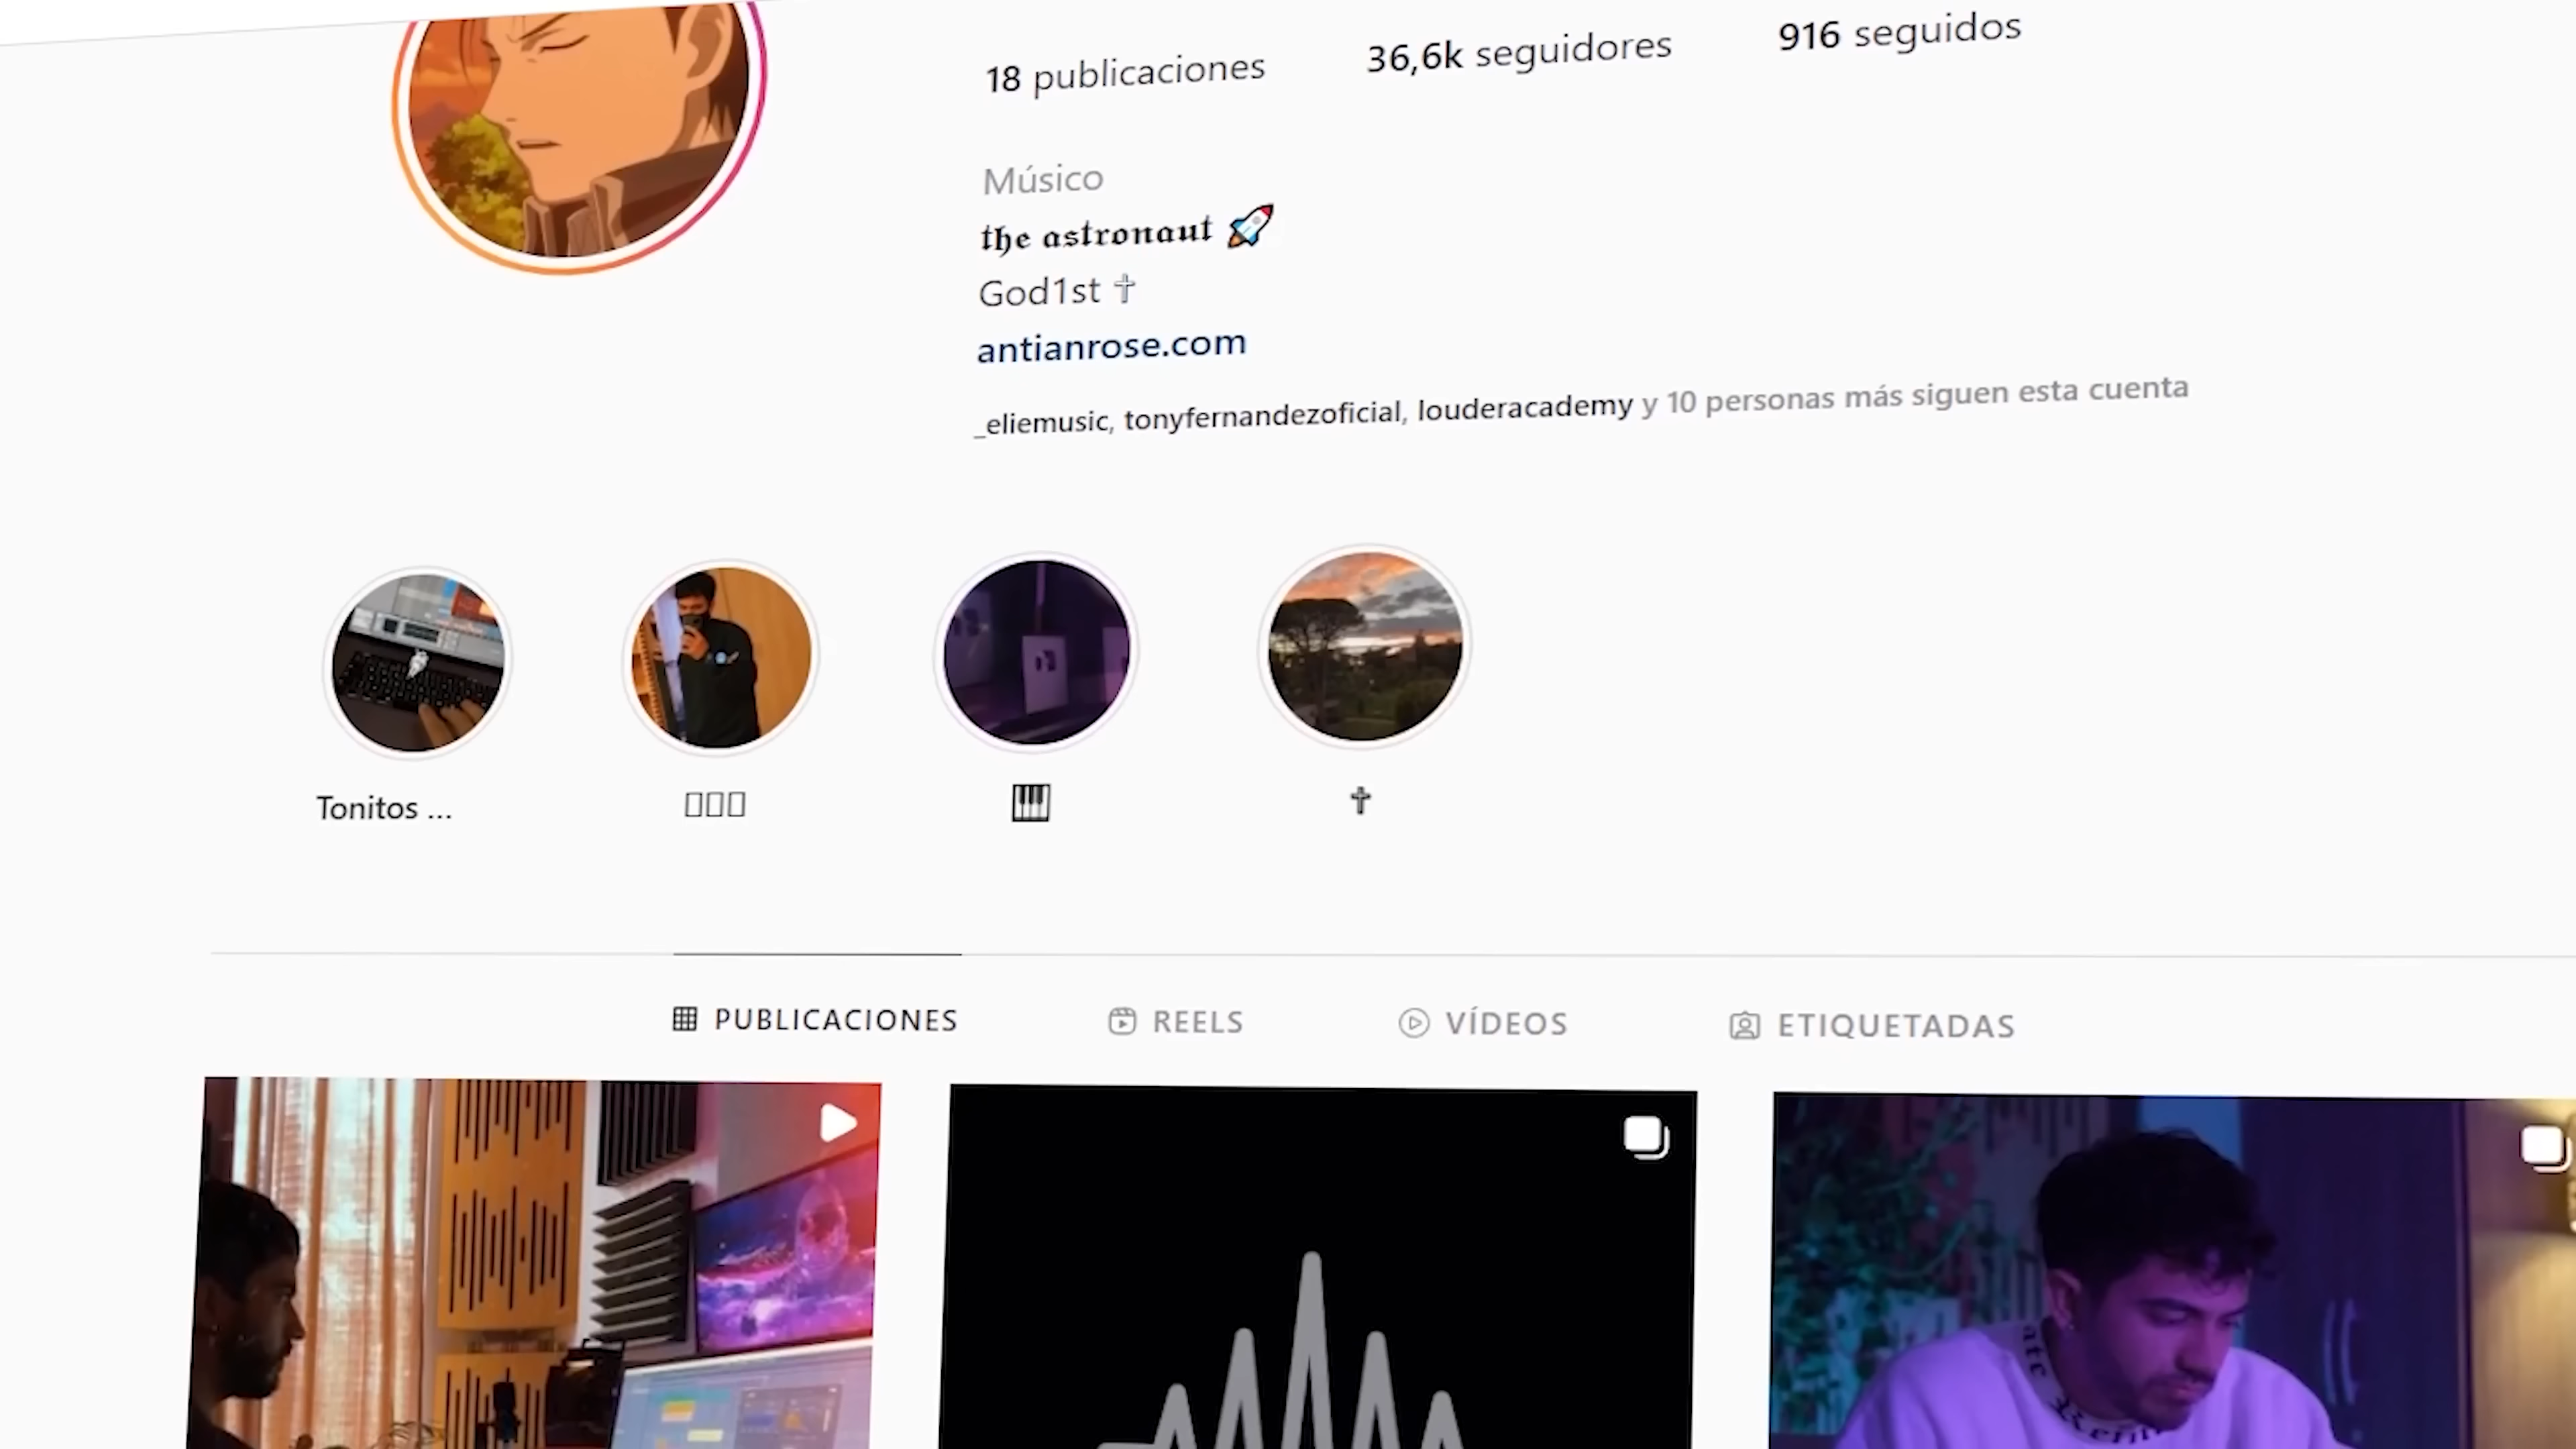 18 publicaciones 36,6k seguidores 916 seguidos
Músico
𝖙𝖍𝖊 𝖆𝖘𝖙𝖗𝖔𝖓𝖆𝖚𝖙 🚀
God1st ✝
antianrose.com
_eliemusic, tonyfernandezoficial, louderacademy y 10 personas más siguen esta cuenta
Tonitos ...
🎹
✝
PUBLICACIONES REELS VÍDEOS ETIQUETADAS